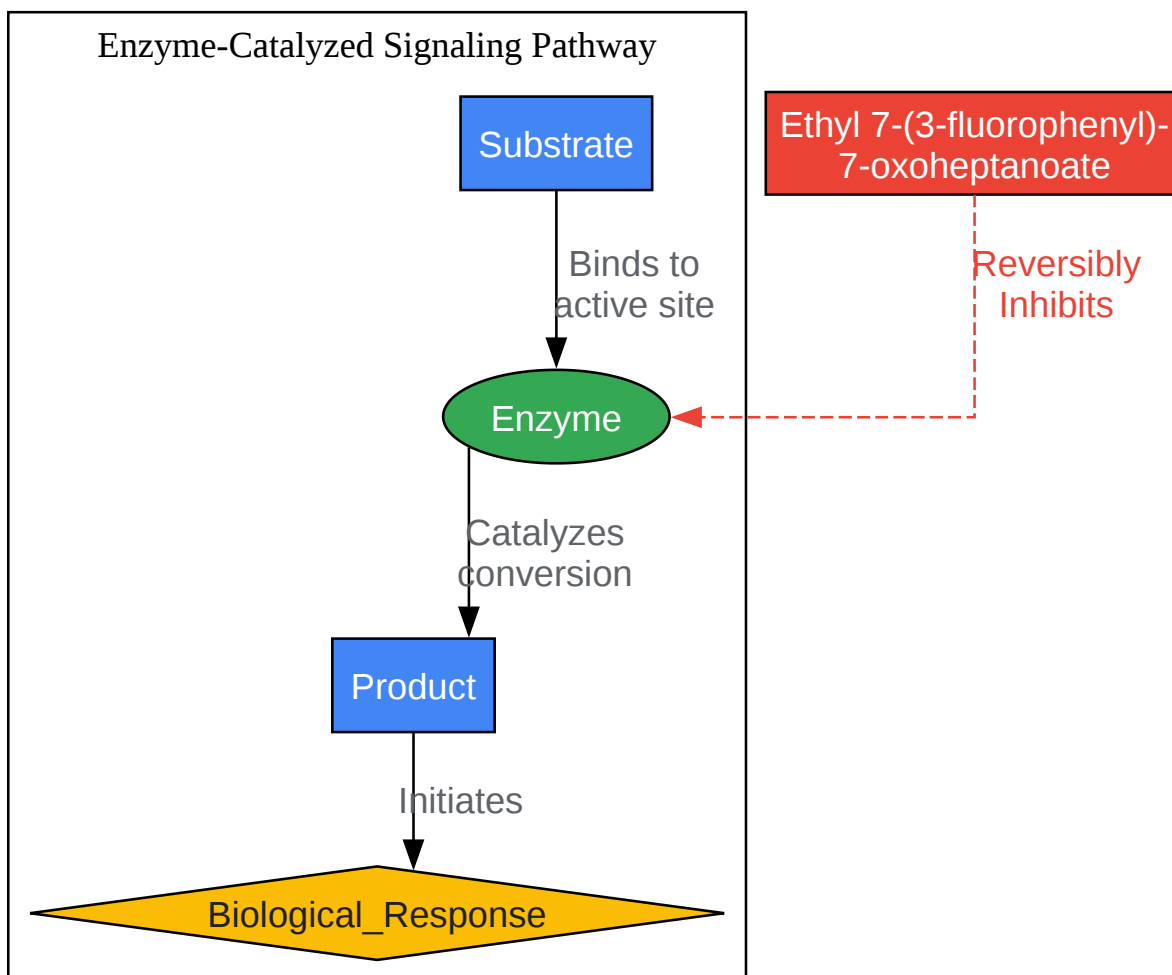 Enzyme-Catalyzed Signaling Pathway
Substrate
Ethyl 7-(3-fluorophenyl)-
7-oxoheptanoate
Binds to
active site
Reversibly
Inhibits
Enzyme
Catalyzes
conversion
Product
Initiates
Biological_Response